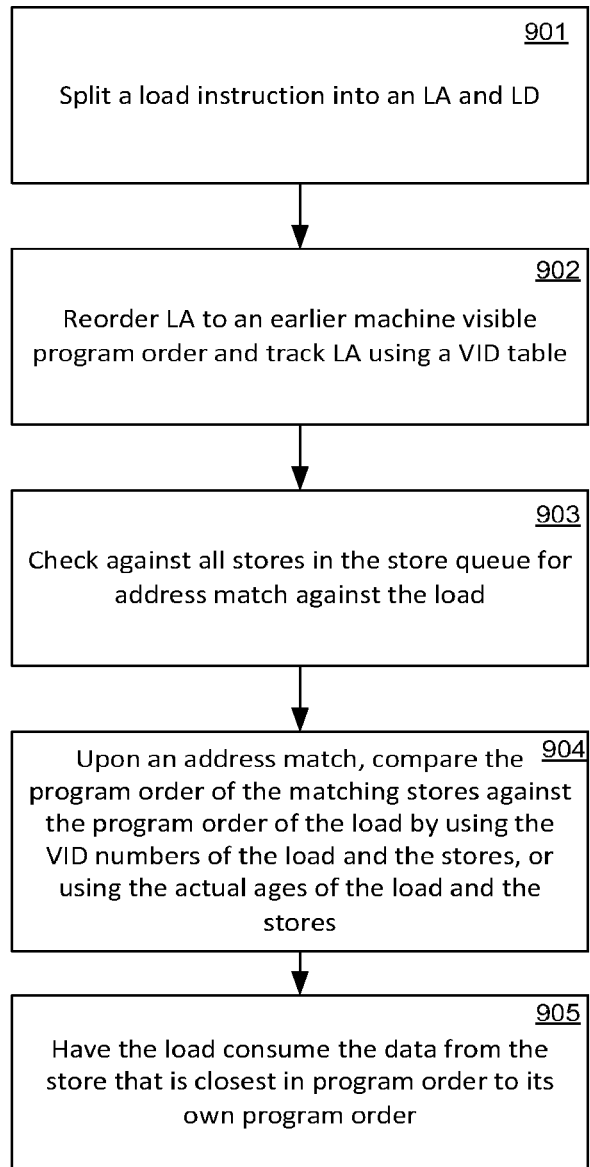 901
Split a load instruction into an LA and LD
902
Reorder LA to an earlier machine visible
program order and track LA using a VID table
903
Check against all stores in the store queue for
address match against the load
904
Upon an address match, compare the
program order of the matching stores against
the program order of the load by using the
VID numbers of the load and the stores, or
using the actual ages of the load and the
stores
905
Have the load consume the data from the
store that is closest in program order to its
own program order